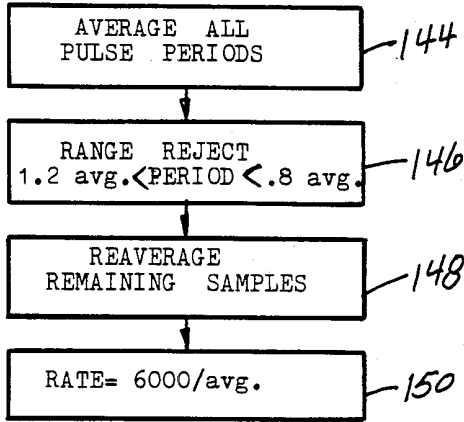 AVERAGE ALL
PULSE PERIODS
144
RANGE REJECT
1.2 avg.<PERIOD <.8 avg.
146
REAVERAGE
REMAINING SAMPLES
148
RATE= 6000/avg.
150